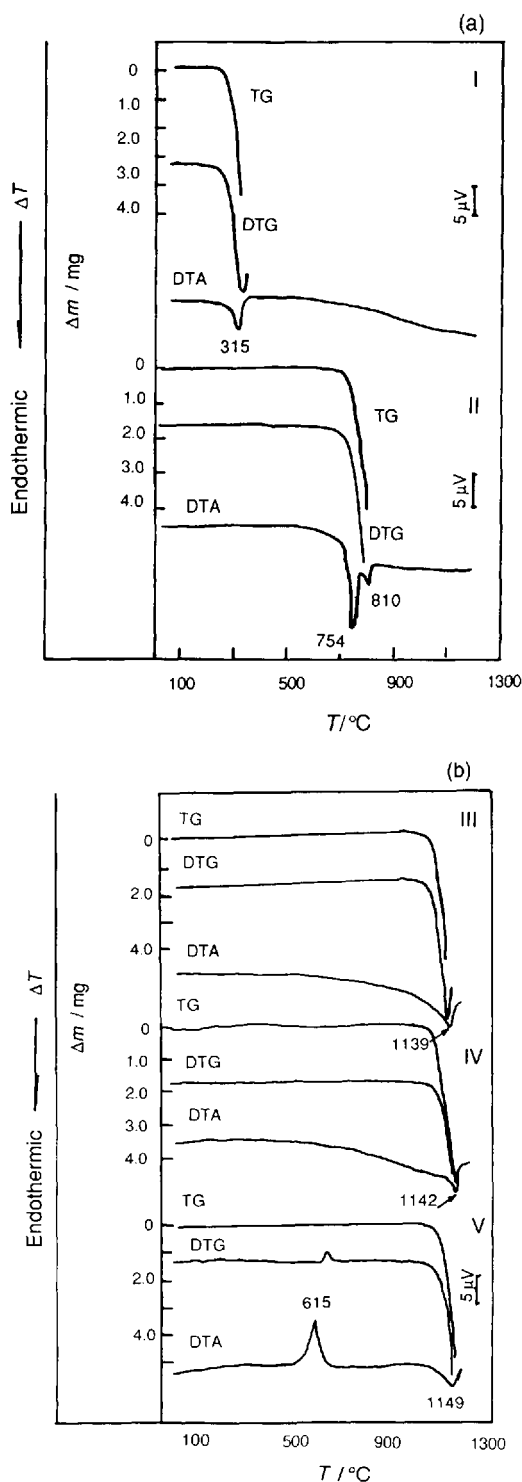 (a)
I
0
1.0
2.0
3.0
4.0
TG
DTG
DTA
315
5 µV
II
0
1.0
2.0
3.0
4.0
TG
DTG
DTA
754
810
5 µV
Endothermic
ΔT
Δm / mg
100 500 900 1300
T/°C
(b)
III
TG
0
DTG
2.0
4.0
DTA
1139
IV
TG
0
1.0
DTG
2.0
DTA
3.0
4.0
1142
V
TG
0
DTG
2.0
615
5 µV
4.0
DTA
1149
Endothermic
ΔT
Δm / mg
100 500 900 1300
T / °C